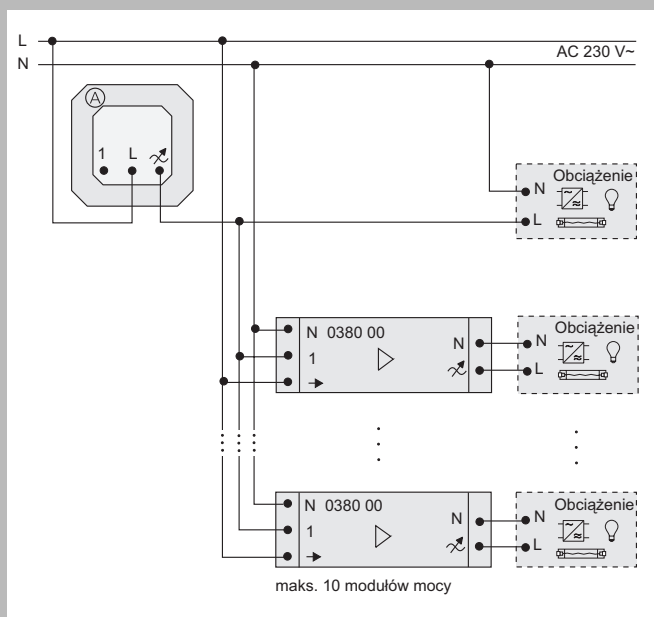 L
AC 230 V~
N
A
1 L
Obciążenie
N
L
N 0380 00
1
N
Obciążenie
N
L
N 0380 00
1
N
Obciążenie
N
L
maks. 10 modułów mocy